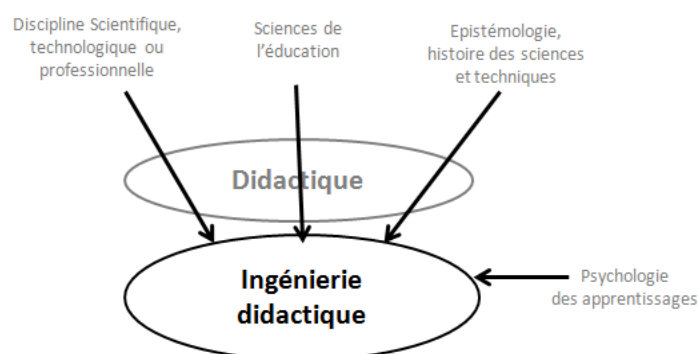 Discipline Scientifique,
technologique ou
professionnelle
Sciences de
l'éducation
Epistémologie,
histoire des sciences
et techniques
Didactique
Ingénierie
didactique
Psychologie
des apprentissages